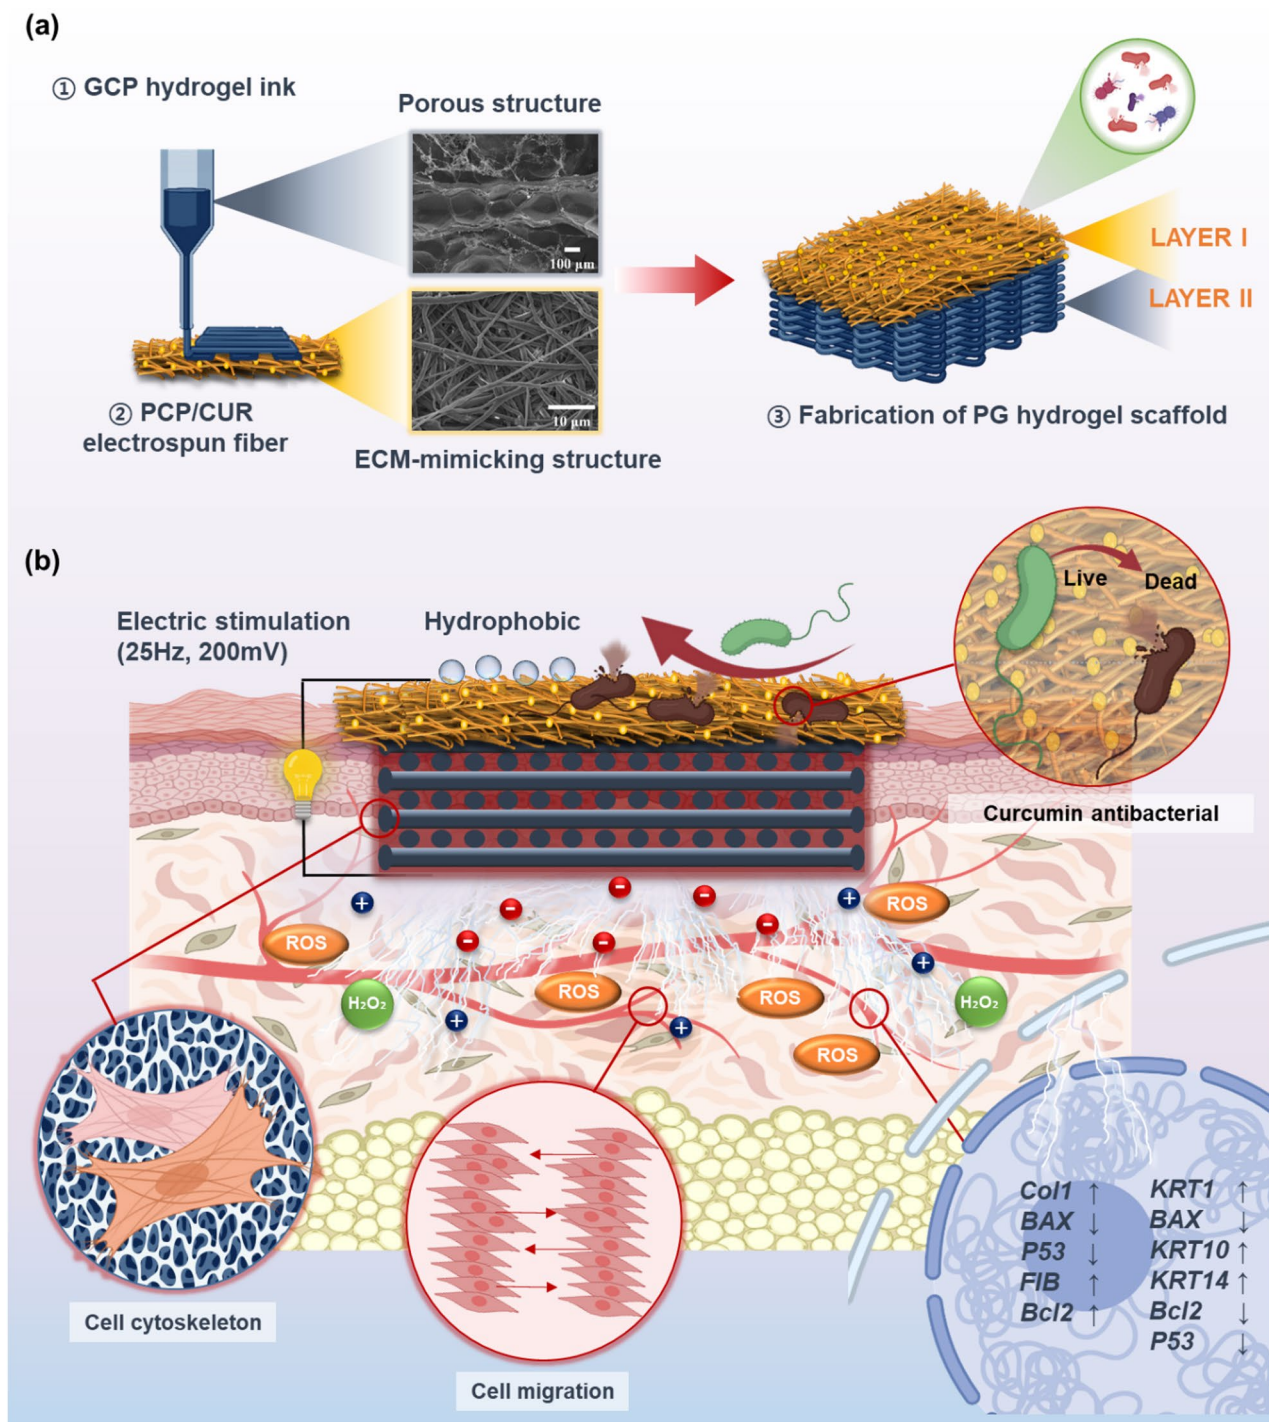 (a)
① GCP hydrogel ink
Porous structure
100 μm
② PCP/CUR
electrospun fiber
10 μm
ECM-mimicking structure
LAYER I
LAYER II
③ Fabrication of PG hydrogel scaffold
(b)
Electric stimulation
(25Hz, 200mV)
Hydrophobic
Live
Dead
Curcumin antibacterial
+
-
-
-
+
ROS
ROS
-
-
-
+
H₂O₂
ROS
ROS
H₂O₂
+
+
ROS
Cell cytoskeleton
Cell migration
Col1 ↑
BAX ↓
P53 ↓
FIB ↑
Bcl2 ↑
KRT1 ↑
BAX ↓
KRT10 ↑
KRT14 ↑
Bcl2 ↓
P53 ↓